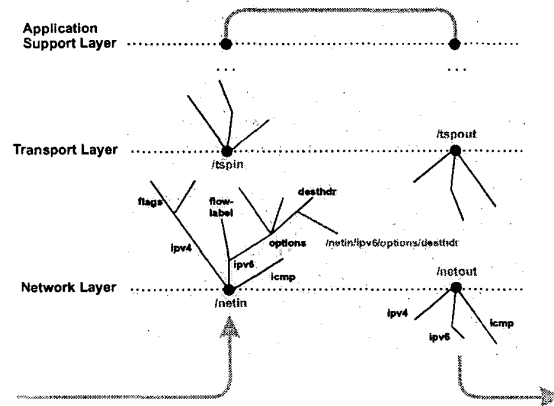 Application
Support Layer
...
...
Transport Layer
/tspin
/tspout
flags
flow-
label
desthdr
options
/netin/ipv6/options/desthdr
ipv4
ipv6
icmp
Network Layer
/netin
/netout
ipv4
ipv6
icmp